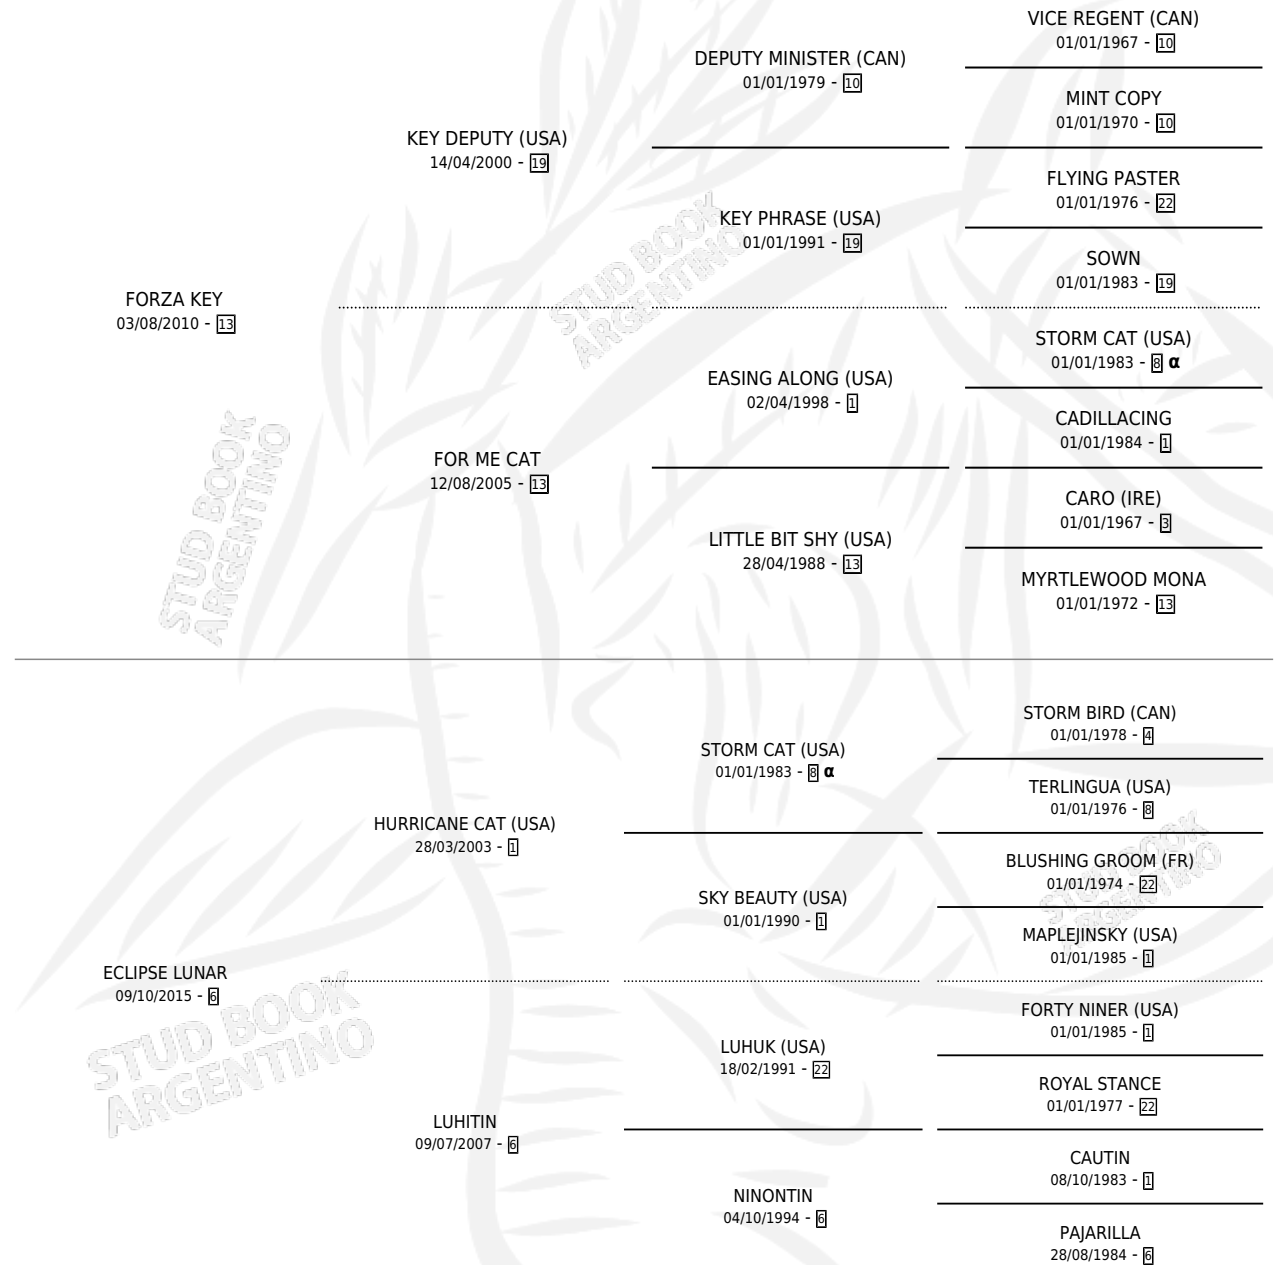 VICE REGENT (CAN)
01/01/1967 - 10
DEPUTY MINISTER (CAN)
01/01/1979 - 10
MINT COPY
01/01/1970 - 10
KEY DEPUTY (USA)
14/04/2000 - 19
FLYING PASTER
01/01/1976 - 22
KEY PHRASE (USA)
01/01/1991 - 19
SOWN
01/01/1983 - 19
FORZA KEY
03/08/2010 - 13
STORM CAT (USA)
01/01/1983 - 8 α
EASING ALONG (USA)
02/04/1998 - 1
CADILLACING
01/01/1984 - 1
FOR ME CAT
12/08/2005 - 13
CARO (IRE)
01/01/1967 - 3
LITTLE BIT SHY (USA)
28/04/1988 - 13
MYRTLEWOOD MONA
01/01/1972 - 13
STORM BIRD (CAN)
01/01/1978 - 4
STORM CAT (USA)
01/01/1983 - 8 α
TERLINGUA (USA)
01/01/1976 - 8
HURRICANE CAT (USA)
28/03/2003 - 1
BLUSHING GROOM (FR)
01/01/1974 - 22
SKY BEAUTY (USA)
01/01/1990 - 1
MAPLEJINSKY (USA)
01/01/1985 - 1
ECLIPSE LUNAR
09/10/2015 - 6
FORTY NINER (USA)
01/01/1985 - 1
LUHUK (USA)
18/02/1991 - 22
ROYAL STANCE
01/01/1977 - 22
LUHITIN
09/07/2007 - 6
CAUTIN
08/10/1983 - 1
NINONTIN
04/10/1994 - 6
PAJARILLA
28/08/1984 - 6
STUD BOOK
ARGENTINO
STUD BOOK
ARGENTINO
STUD BOOK
ARGENTINO
STUD BOOK
ARGENTINO